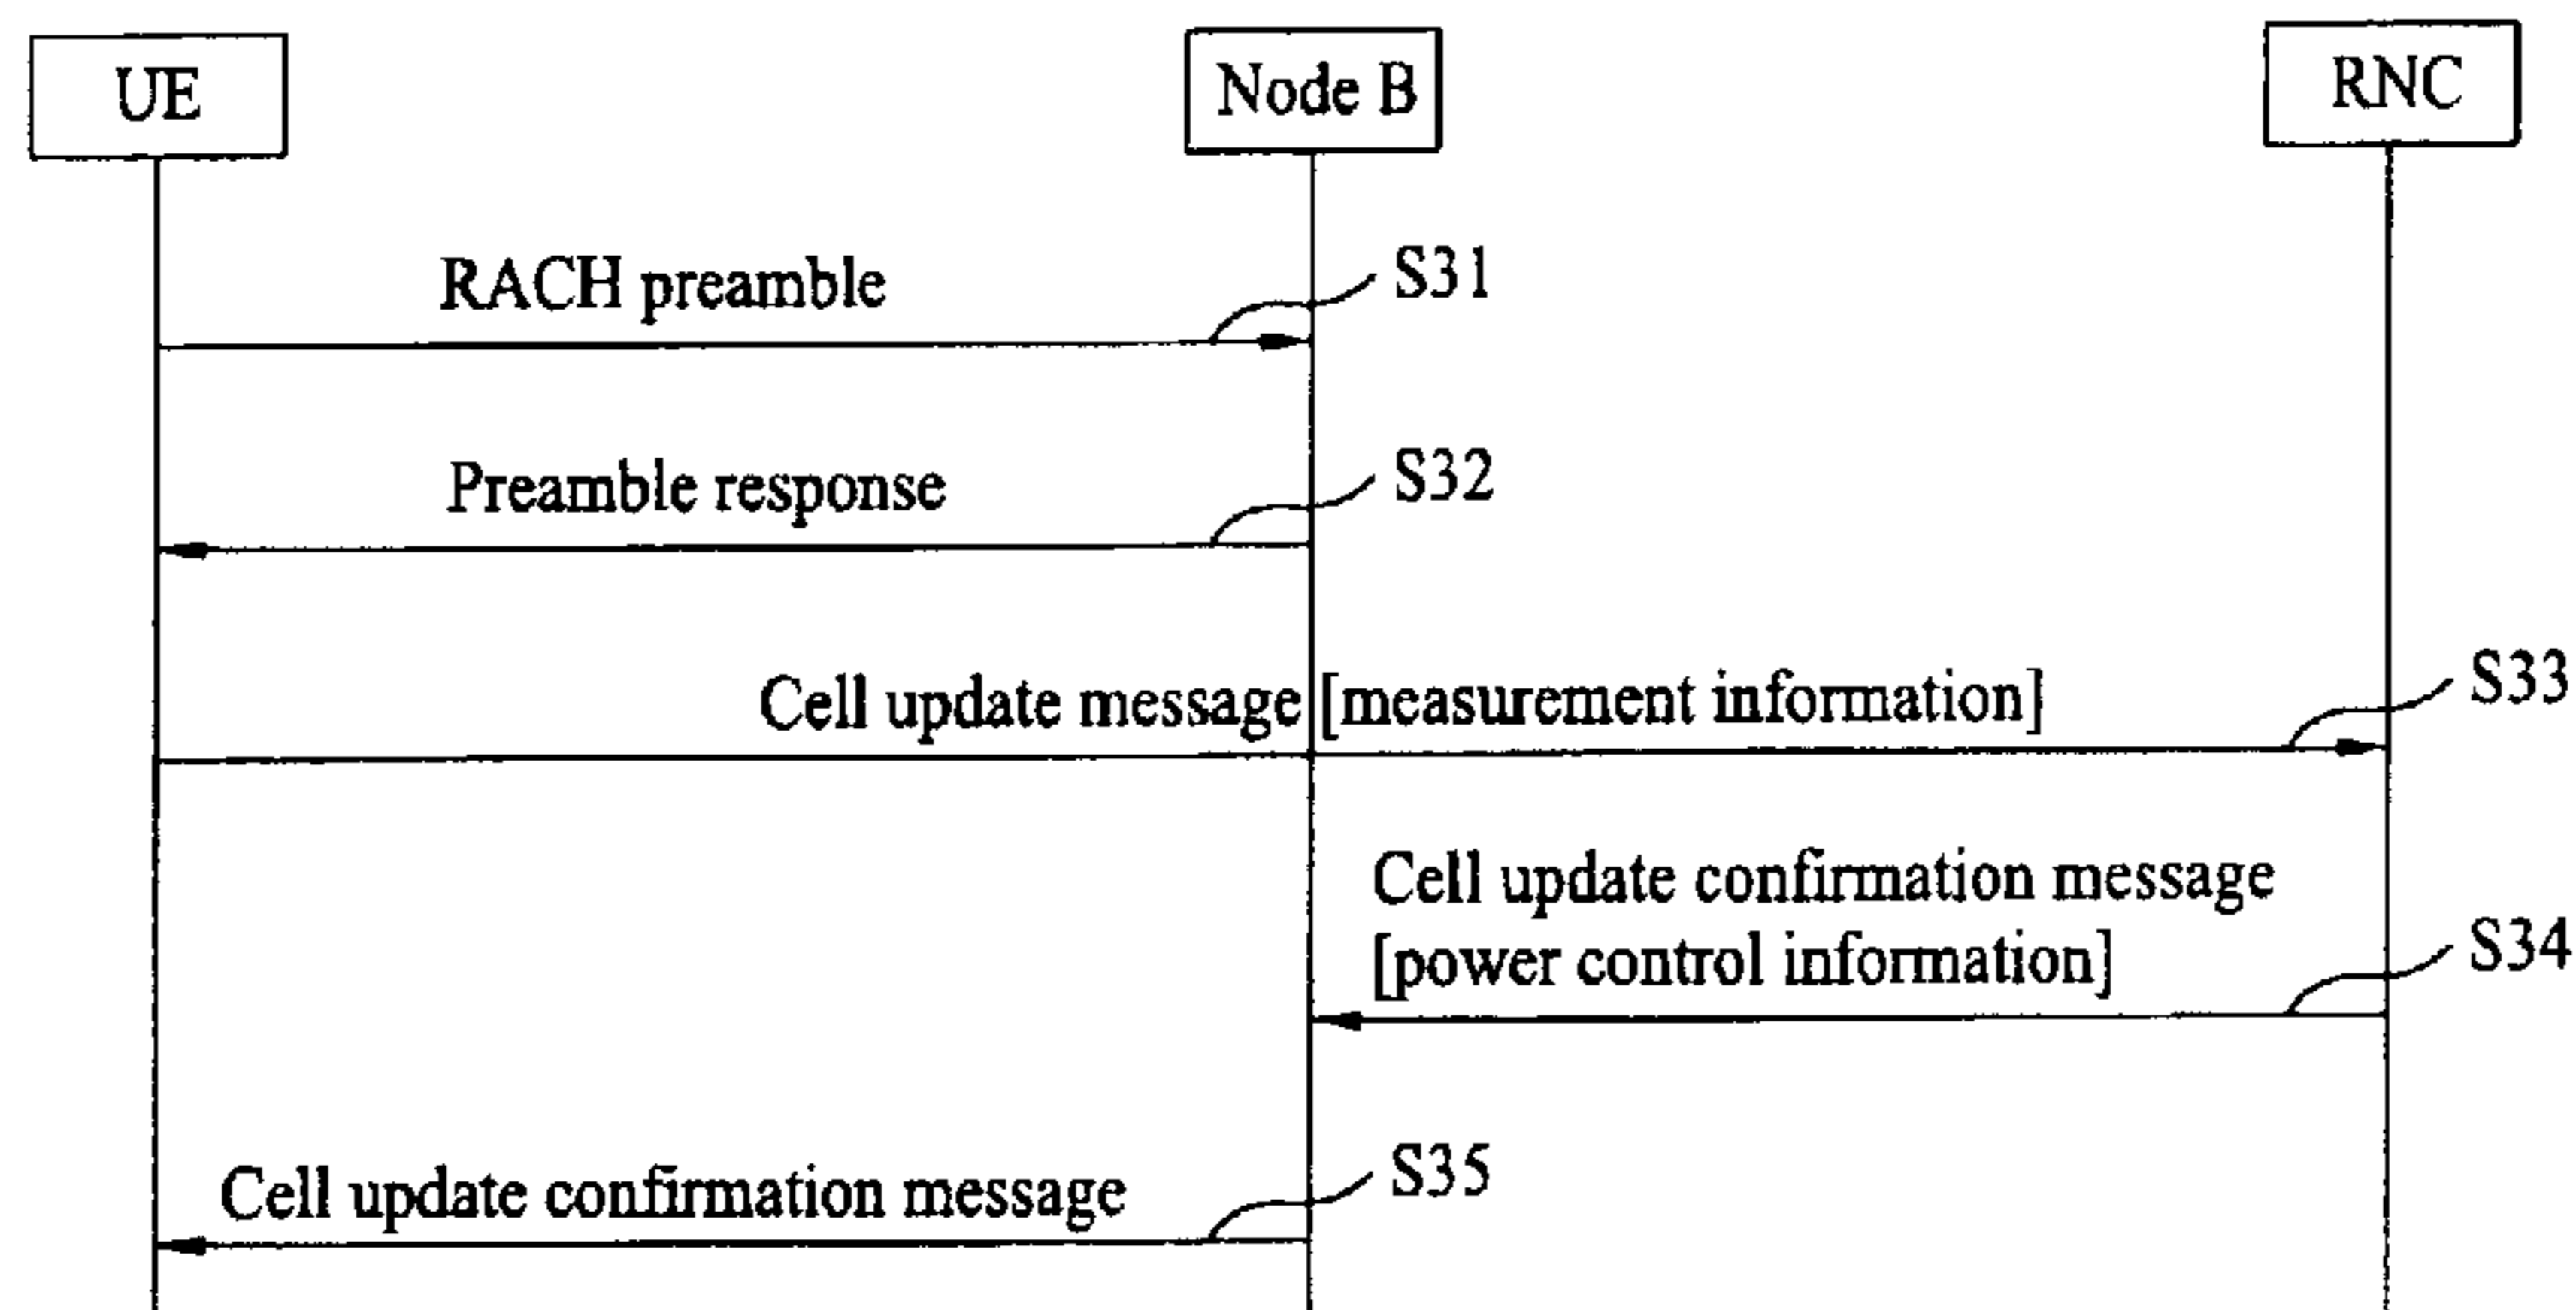 UE
Node B
RNC
RACH preamble
S31
Preamble response
S32
Cell update message [measurement information]
S33
Cell update confirmation message
[power control information]
S34
Cell update confirmation message
S35